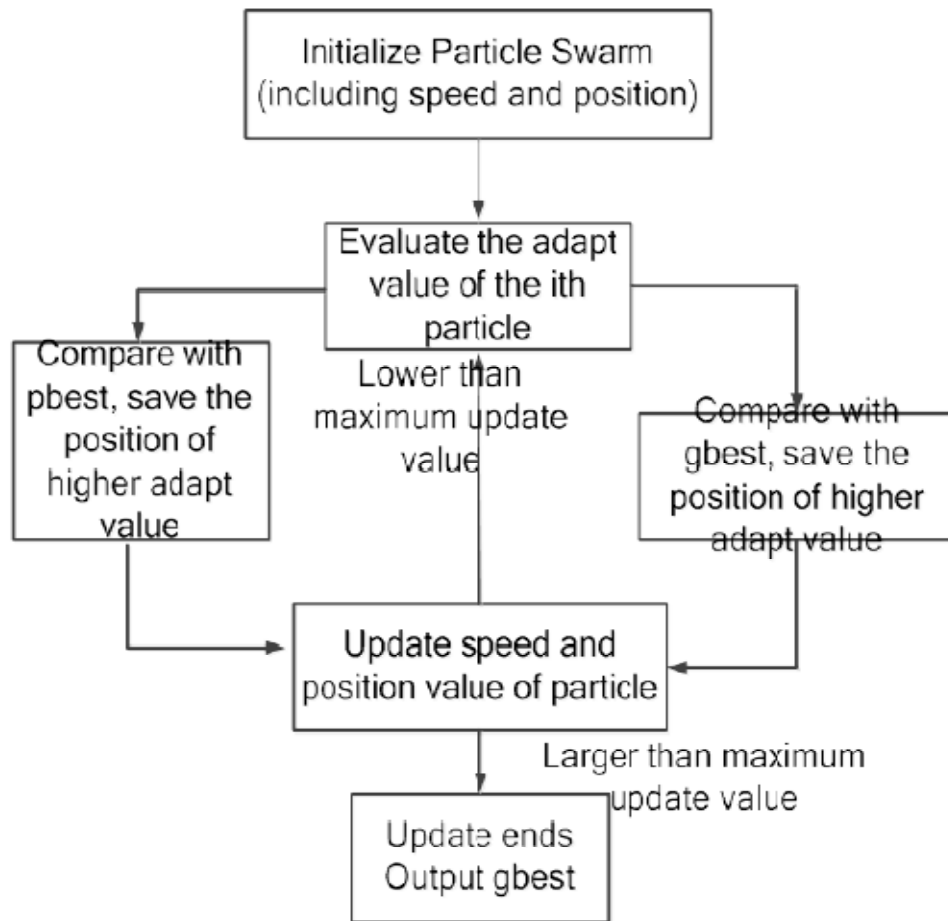 Initialize Particle Swarm
(including speed and position)
Evaluate the adapt
value of the ith
particle
Compare with
pbest, save the
position of
higher adapt
value
Lower than
maximum update
value
Compare with
gbest, save the
position of higher
adapt value
Update speed and
position value of particle
Larger than maximum
update value
Update ends
Output gbest